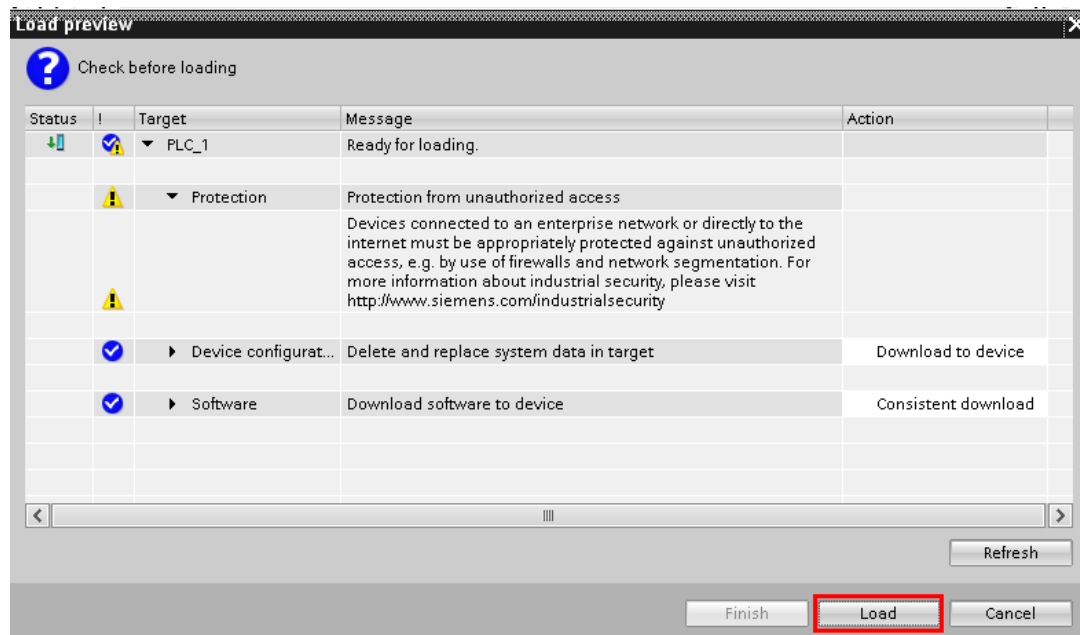 Load preview
Check before loading
Status ! Target Message Action
PLC_1 Ready for loading.
Protection Protection from unauthorized access
Devices connected to an enterprise network or directly to the
internet must be appropriately protected against unauthorized
access, e.g. by use of firewalls and network segmentation. For
more information about industrial security, please visit
http://www.siemens.com/industrialsecurity
Device configurat... Delete and replace system data in target Download to device
Software Download software to device Consistent download
Refresh
Finish Load Cancel